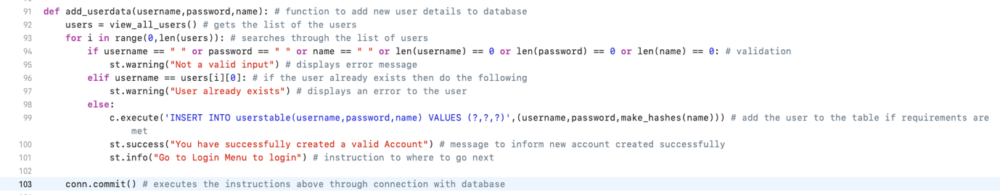 91 def add_userdata(username,password,name): # function to add new user details to database
92     users = view_all_users() # gets the list of the users
93     for i in range(0,len(users)): # searches through the list of users
94         if username == " " or password == " " or name == " " or len(username) == 0 or len(password) == 0 or len(name) == 0: # validation
95             st.warning("Not a valid input") # displays error message
96         elif username == users[i][0]: # if the user already exists then do the following
97             st.warning("User already exists") # displays an error to the user
98         else:
99             c.execute('INSERT INTO userstable(username,password,name) VALUES (?,?,?)',(username,password,make_hashes(name))) # add the user to the table if requirements are
                met
100             st.success("You have successfully created a valid Account") # message to inform new account created successfully
101             st.info("Go to Login Menu to login") # instruction to where to go next
102
103     conn.commit() # executes the instructions above through connection with database